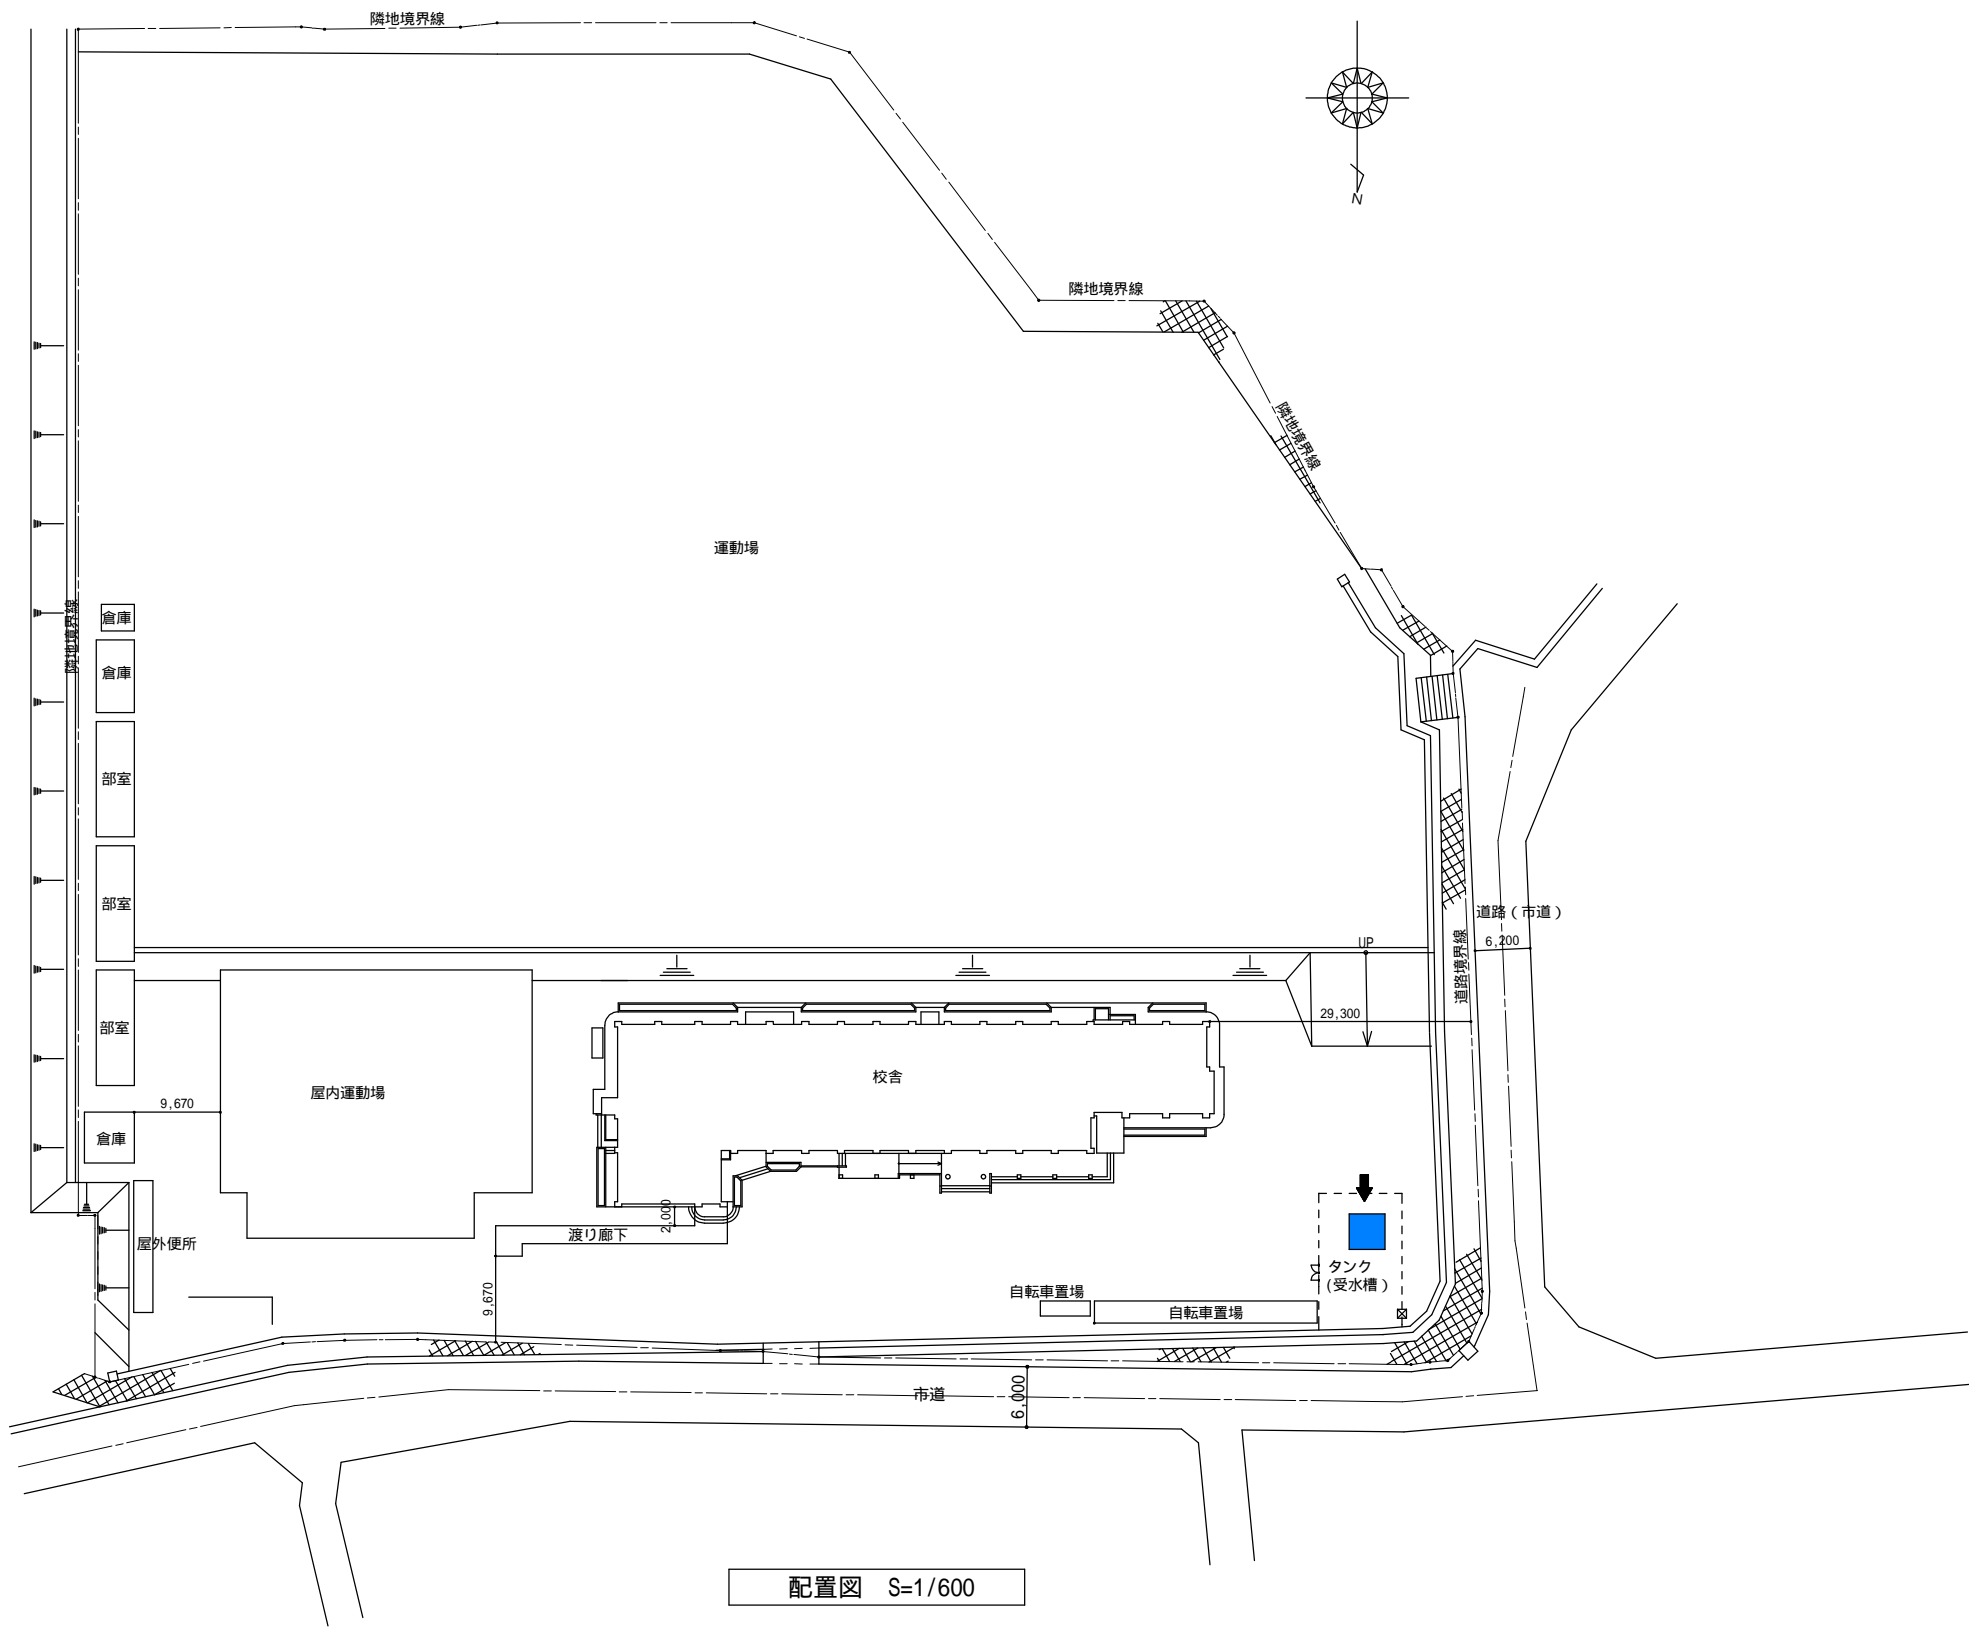 隣地境界線
N
隣地境界線
隣地境界線
運動場
隣地境界線
倉庫
倉庫
部室
部室
道路（市道）
6,200
UP
道路境界線
部室
29,300
校舎
屋内運動場
9,670
倉庫
2,000
渡り廊下
屋外便所
タンク
(受水槽）
9,670
自転車置場
自転車置場
市道
6,000
配置図　S=1/600